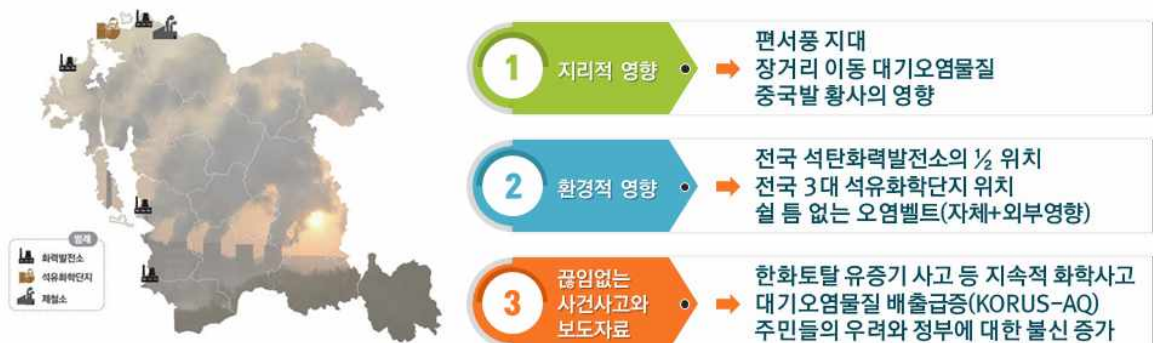 범례
화력발전소
석유화학단지
제철소
1
지리적 영향
편서풍 지대
장거리 이동 대기오염물질
중국발 황사의 영향
2
환경적 영향
전국 석탄화력발전소의 ½ 위치
전국 3대 석유화학단지 위치
쉴 틈 없는 오염벨트(자체+외부영향)
3
끊임없는
사건사고와
보도자료
한화토탈 유증기 사고 등 지속적 화학사고
대기오염물질 배출급증(KORUS-AQ)
주민들의 우려와 정부에 대한 불신 증가